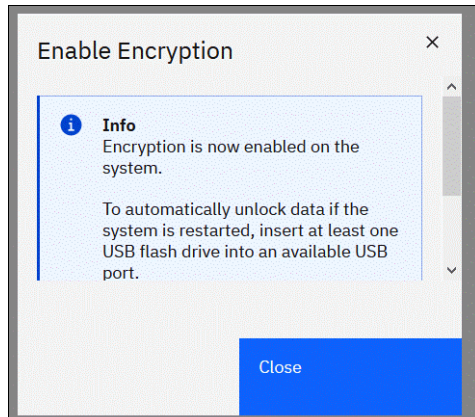 Enable Encryption
Info
Encryption is now enabled on the
system.
To automatically unlock data if the
system is restarted, insert at least one
USB flash drive into an available USB
port.
Close